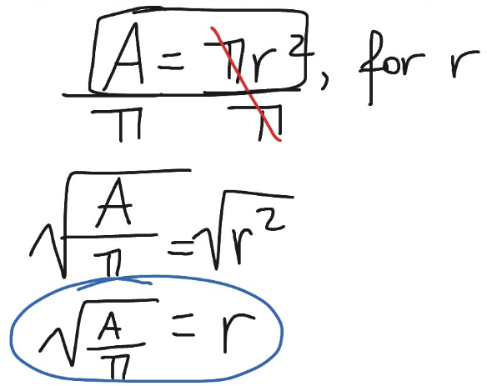 A = πr², for r
π π
√(A/π) = √r²
√(A/π) = r